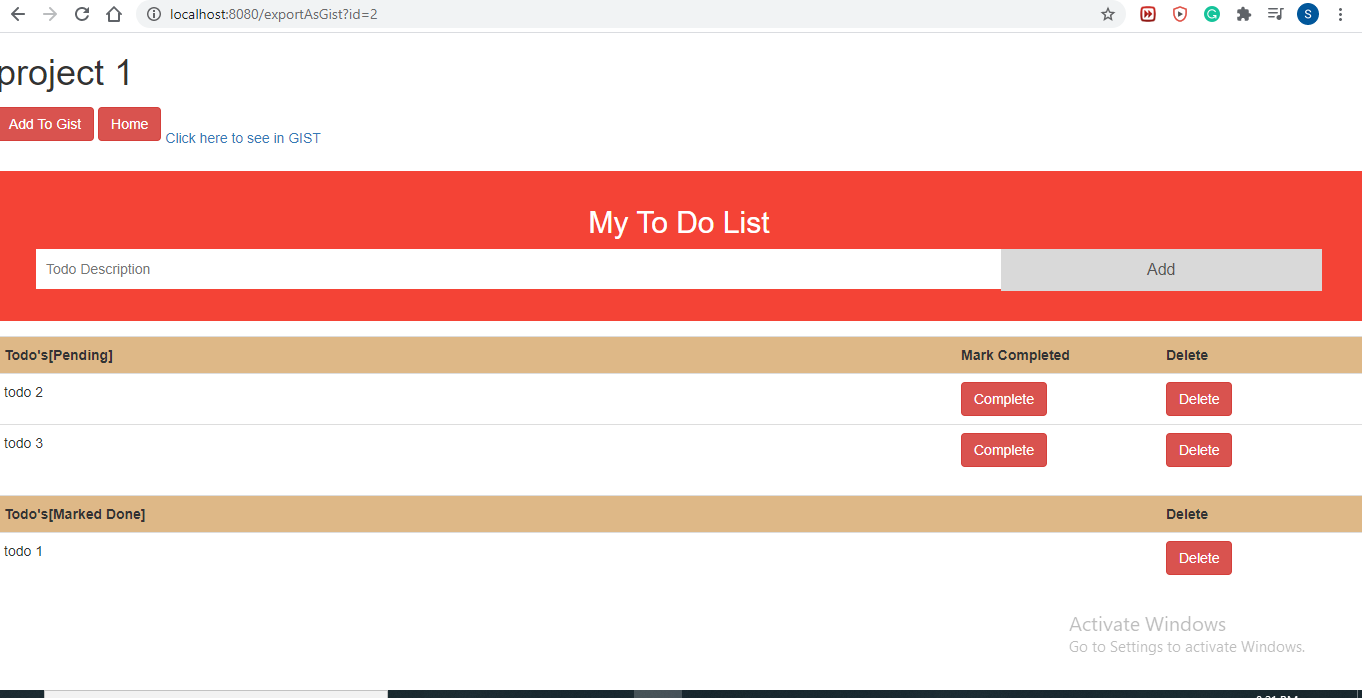 localhost:8080/exportAsGist?id=2
S
project 1
Add To Gist Home Click here to see in GIST
My To Do List
Todo Description Add
Todo's[Pending] Mark Completed Delete
todo 2 Complete Delete
todo 3 Complete Delete
Todo's[Marked Done] Delete
todo 1 Delete
Activate Windows
Go to Settings to activate Windows.